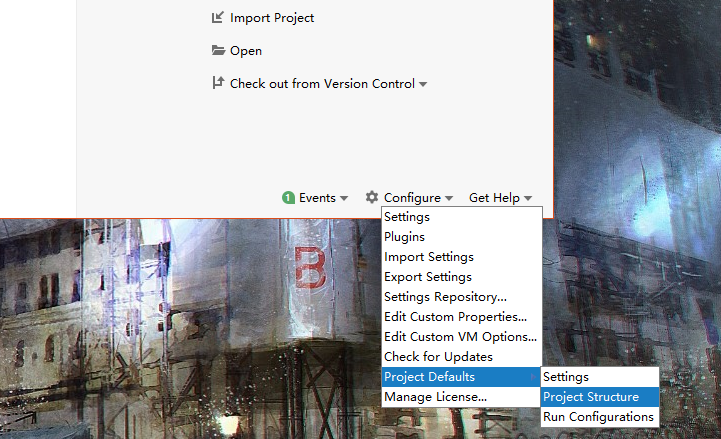 Import Project
Open
Check out from Version Control
1 Events Configure Get Help
Settings
Plugins
Import Settings
Export Settings
Settings Repository...
Edit Custom Properties...
Edit Custom VM Options...
Check for Updates
Project Defaults
Manage License...
Settings
Project Structure
Run Configurations
B